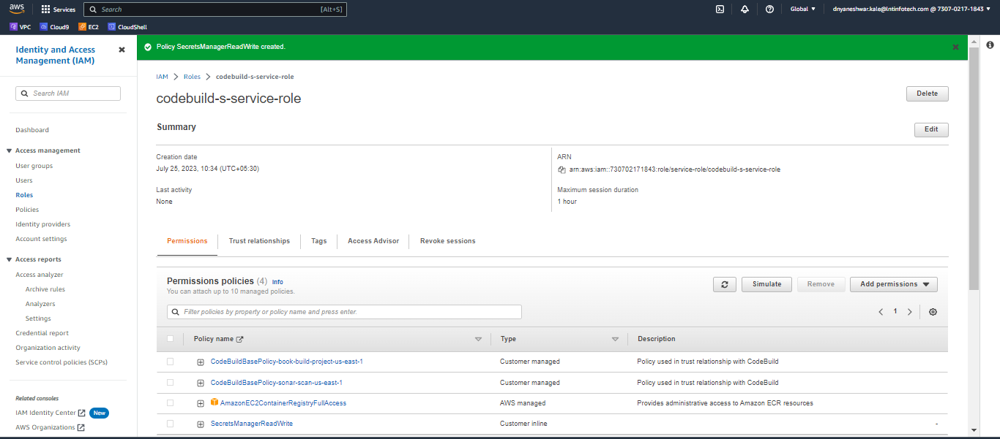 aws
Services
Search
[Alt+S]
Global
dnyaneshwar.kale@lntinfotech.com @ 7307-0217-1843
VPC
Cloud9
EC2
CloudShell
Identity and Access
Management (IAM)
Search IAM
Dashboard
Access management
User groups
Users
Roles
Policies
Identity providers
Account settings
Access reports
Access analyzer
Archive rules
Analyzers
Settings
Credential report
Organization activity
Service control policies (SCPs)
Related consoles
IAM Identity Center New
AWS Organizations
Policy SecretsManagerReadWrite created.
IAM > Roles > codebuild-s-service-role
codebuild-s-service-role
Delete
Summary
Edit
Creation date
July 25, 2023, 10:34 (UTC+05:30)
Last activity
None
ARN
arn:aws:iam::730702171843:role/service-role/codebuild-s-service-role
Maximum session duration
1 hour
Permissions
Trust relationships
Tags
Access Advisor
Revoke sessions
Permissions policies (4) Info
You can attach up to 10 managed policies.
Simulate
Remove
Add permissions
Filter policies by property or policy name and press enter.
1
Policy name Type Description
CodeBuildBasePolicy-book-build-project-us-east-1 Customer managed Policy used in trust relationship with CodeBuild
CodeBuildBasePolicy-sonar-scan-us-east-1 Customer managed Policy used in trust relationship with CodeBuild
AmazonEC2ContainerRegistryFullAccess AWS managed Provides administrative access to Amazon ECR resources
SecretsManagerReadWrite Customer inline -